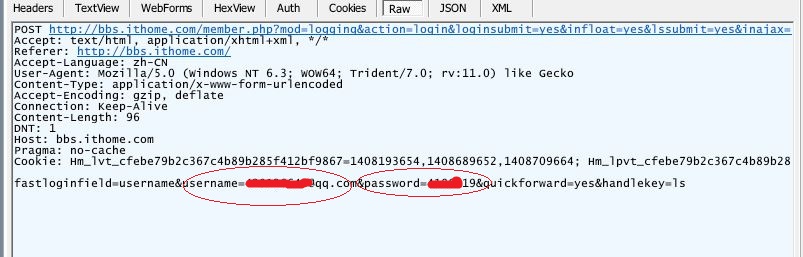 Headers TextView WebForms HexView Auth Cookies Raw JSON XML
POST http://bbs.ithome.com/member.php?mod=logging&action=login&loginsubmit=yes&infloat=yes&lssubmit=yes&inajax=
Accept: text/html, application/xhtml+xml, */*
Referer: http://bbs.ithome.com/
Accept-Language: zh-CN
User-Agent: Mozilla/5.0 (Windows NT 6.3; WOW64; Trident/7.0; rv:11.0) like Gecko
Content-Type: application/x-www-form-urlencoded
Accept-Encoding: gzip, deflate
Connection: Keep-Alive
Content-Length: 96
DNT: 1
Host: bbs.ithome.com
Pragma: no-cache
Cookie: Hm_lvt_cfebe79b2c367c4b89b285f412bf9867=1408193654,1408689652,1408709664; Hm_lpvt_cfebe79b2c367c4b89b28
fastloginfield=username&username= qq.com&password= 19&quickforward=yes&handlekey=ls